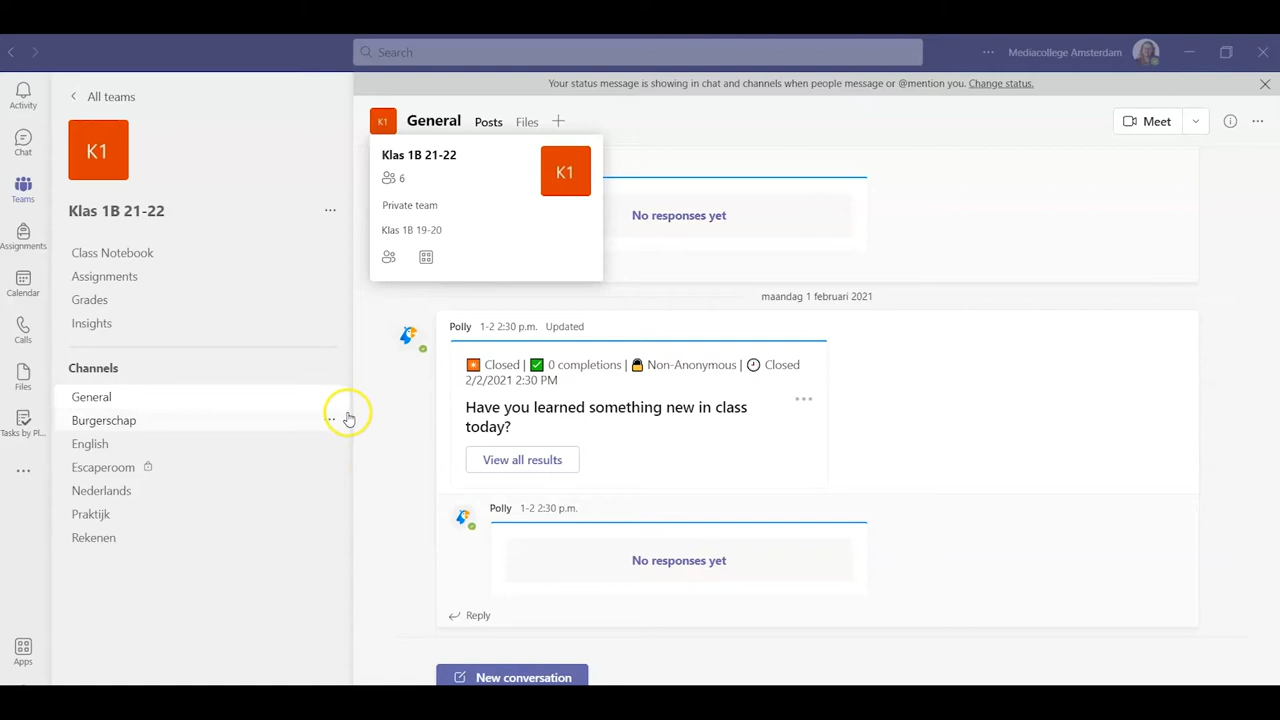 Search
Mediacollege Amsterdam
Your status message is showing in chat and channels when people message or @mention you. Change status.
Activity
Chat
Teams
Assignments
Calendar
Calls
Files
Tasks by Pl...
Apps
All teams
K1
Klas 1B 21-22
Class Notebook
Assignments
Grades
Insights
Channels
General
Burgerschap
English
Escaperoom
Nederlands
Praktijk
Rekenen
K1 General Posts Files
Meet
Klas 1B 21-22
K1
6
Private team
Klas 1B 19-20
No responses yet
maandag 1 februari 2021
Polly 1-2 2:30 p.m. Updated
Closed | 0 completions | Non-Anonymous | Closed
2/2/2021 2:30 PM
Have you learned something new in class
today?
View all results
Polly 1-2 2:30 p.m.
No responses yet
Reply
New conversation